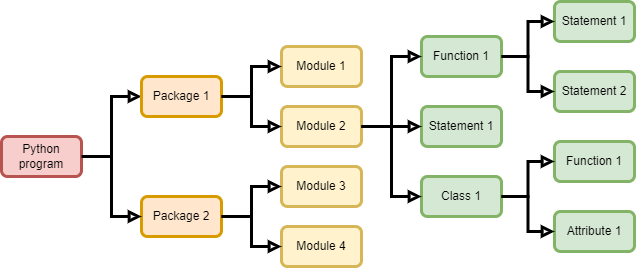 Python
program
Package 1
Package 2
Module 1
Module 2
Module 3
Module 4
Function 1
Statement 1
Class 1
Statement 1
Statement 2
Function 1
Attribute 1